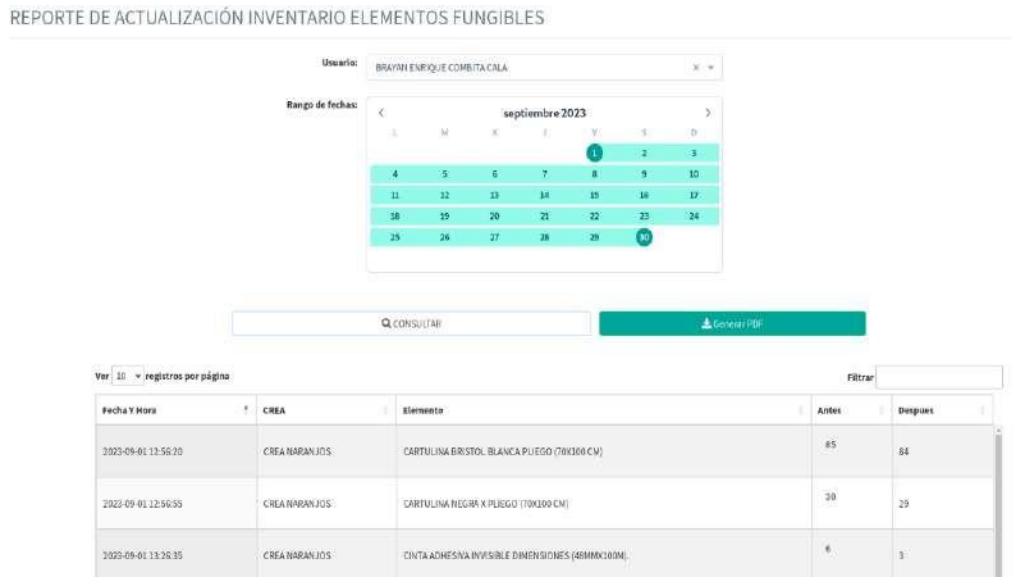 REPORTE DE ACTUALIZACIÓN INVENTARIO ELEMENTOS FUNGIBLES
Usuario: BRAYAN ENRIQUE COMBITA CALA
Rango de fechas:
septiembre 2023
L M X J V S D
1 2 3
4 5 6 7 8 9 10
11 12 13 14 15 16 17
18 19 20 21 22 23 24
25 26 27 28 29 30
CONSULTAR Generar PDF
Ver 10 registros por página Filtrar
Fecha Y Hora CREA Elemento Antes Despues
2023-09-01 12:56:20 CREA NARANJOS CARTULINA BRISTOL BLANCA PLIEGO (70X100 CM) 85 84
2023-09-01 12:56:55 CREA NARANJOS CARTULINA NEGRA X PLIEGO (70X100 CM) 30 29
2023-09-01 13:26:35 CREA NARANJOS CINTA ADHESIVA INVISIBLE DIMENSIONES (48MMX100M). 6 3